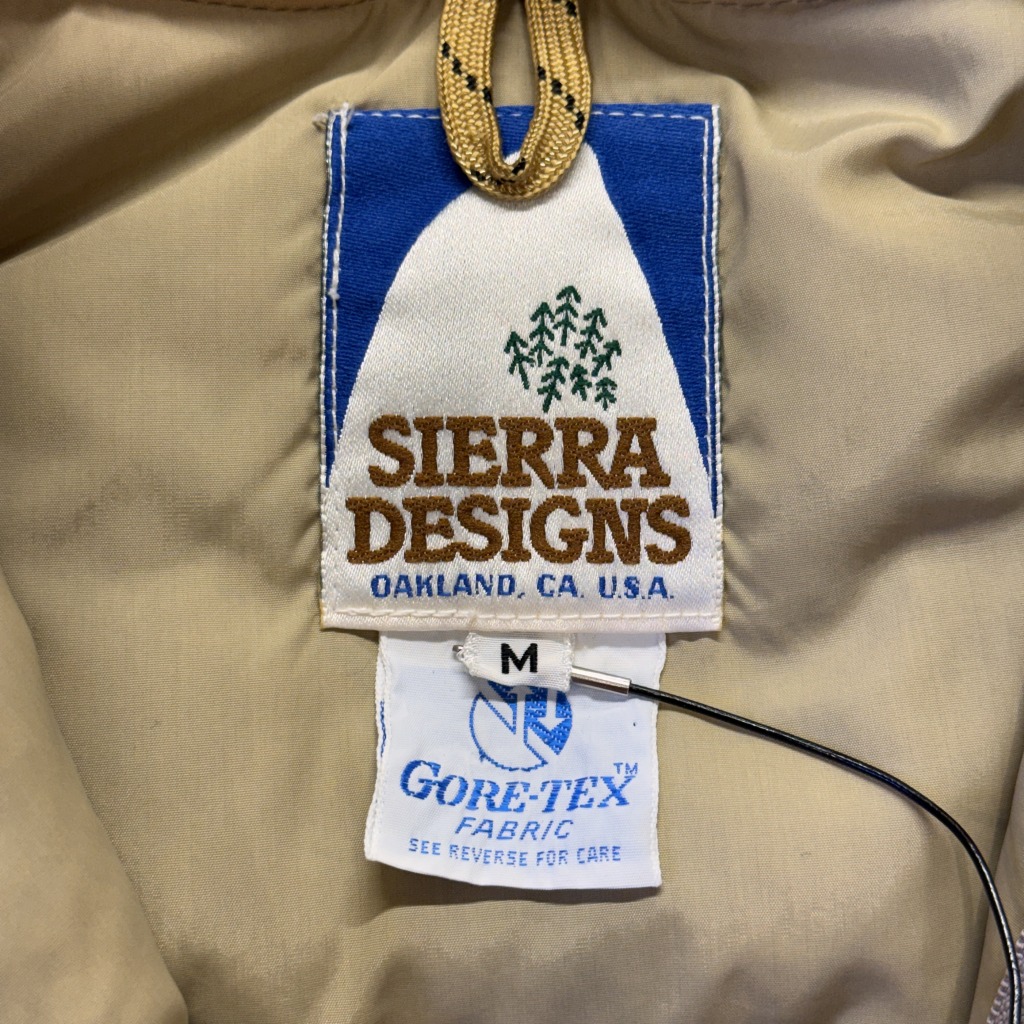 SIERRA
DESIGNS
OAKLAND, CA. U.S.A.
M
GORE-TEX™
FABRIC
SEE REVERSE FOR CARE